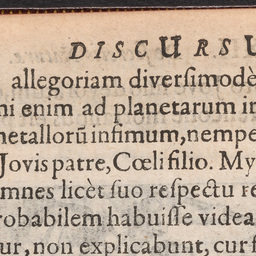 DISCURSU
allegoriam diversimodè
ni enim ad planetarum in
netallorū infimum, nempe
Jovis patre, Cœli filio. My
mnes licèt suo respectu re
robabilem habuisse videa
ur, non explicabunt, cur f